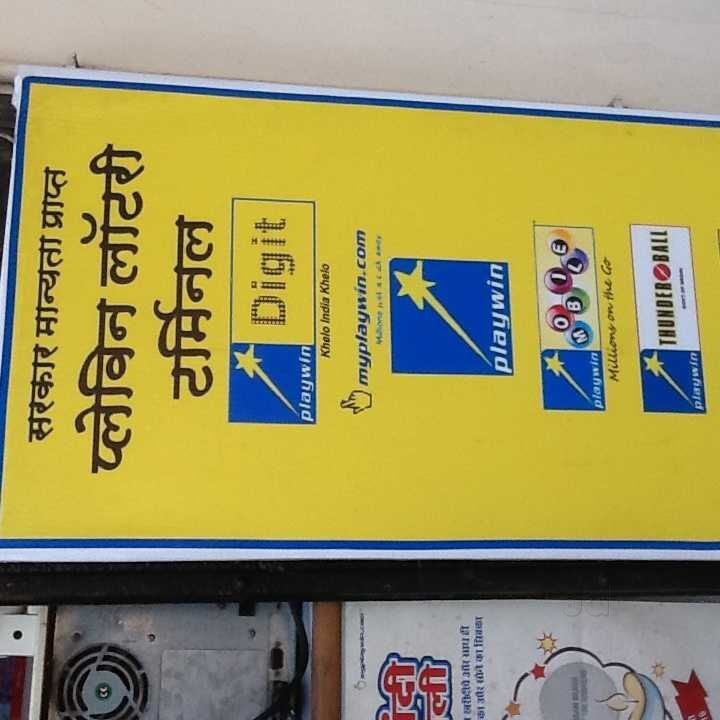 सरकार मान्यता प्राप्त
प्लेविन लॉटरी
टर्मिनल
playwin Digit
Khelo India Khelo
myplaywin.com
playwin
playwin MOBILE
Millions on the Go
playwin THUNDERBALL